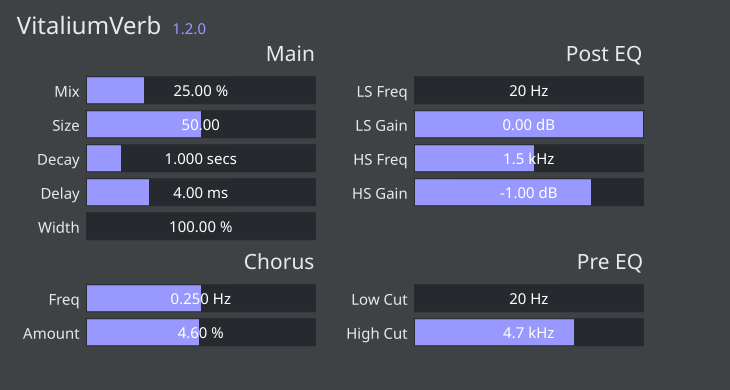 VitaliumVerb 1.2.0
Main
Mix 25.00 %
Size 50.00
Decay 1.000 secs
Delay 4.00 ms
Width 100.00 %
Chorus
Freq 0.250 Hz
Amount 4.60 %
Post EQ
LS Freq 20 Hz
LS Gain 0.00 dB
HS Freq 1.5 kHz
HS Gain -1.00 dB
Pre EQ
Low Cut 20 Hz
High Cut 4.7 kHz